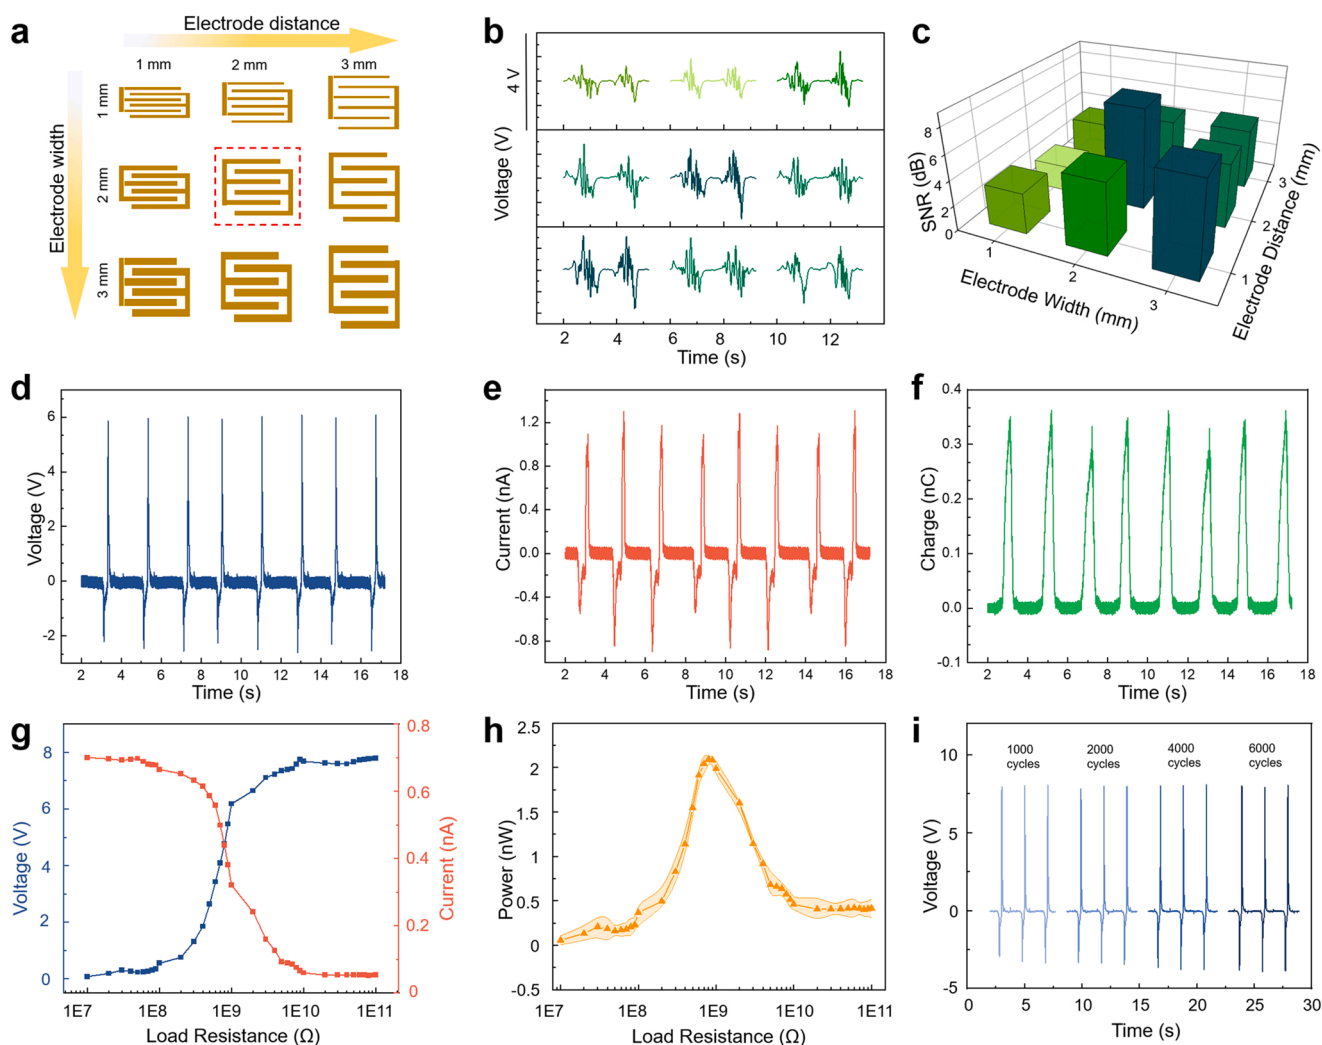 a
Electrode distance
1 mm
2 mm
3 mm
Electrode width
1 mm
2 mm
3 mm
b
4 V
Voltage (V)
2
4
6
8
10
12
Time (s)
c
SNR (dB)
8
6
4
2
0
1
2
3
Electrode Width (mm)
1
2
3
Electrode Distance (mm)
d
Voltage (V)
6
4
2
0
-2
2
4
6
8
10
12
14
16
18
Time (s)
e
Current (nA)
1.2
0.8
0.4
0.0
-0.4
-0.8
2
4
6
8
10
12
14
16
18
Time (s)
f
Charge (nC)
0.4
0.3
0.2
0.1
0.0
-0.1
2
4
6
8
10
12
14
16
18
Time (s)
g
Voltage (V)
8
6
4
2
0
Current (nA)
0.8
0.6
0.4
0.2
0
1E7
1E8
1E9
1E10
1E11
Load Resistance (Ω)
h
Power (nW)
2.5
2
1.5
1
0.5
0
-0.5
1E7
1E8
1E9
1E10
1E11
Load Resistance (Ω)
i
Voltage (V)
10
5
0
-5
1000
cycles
2000
cycles
4000
cycles
6000
cycles
0
5
10
15
20
25
30
Time (s)